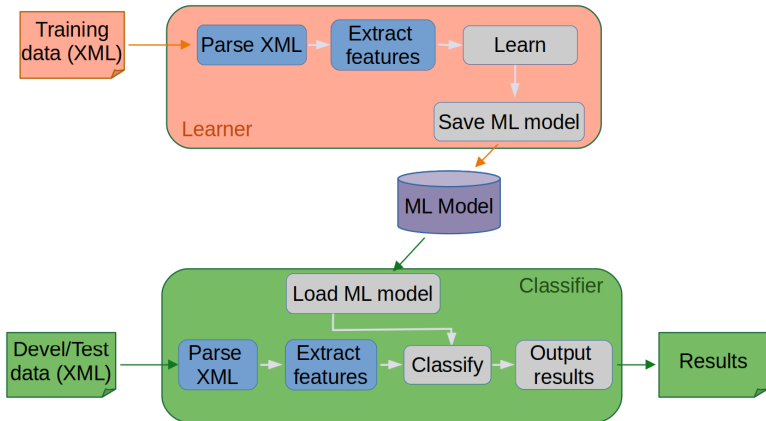 Training
data (XML)
Parse XML
Extract
features
Learn
Save ML model
Learner
ML Model
Load ML model
Classifier
Devel/Test
data (XML)
Parse
XML
Extract
features
Classify
Output
results
Results